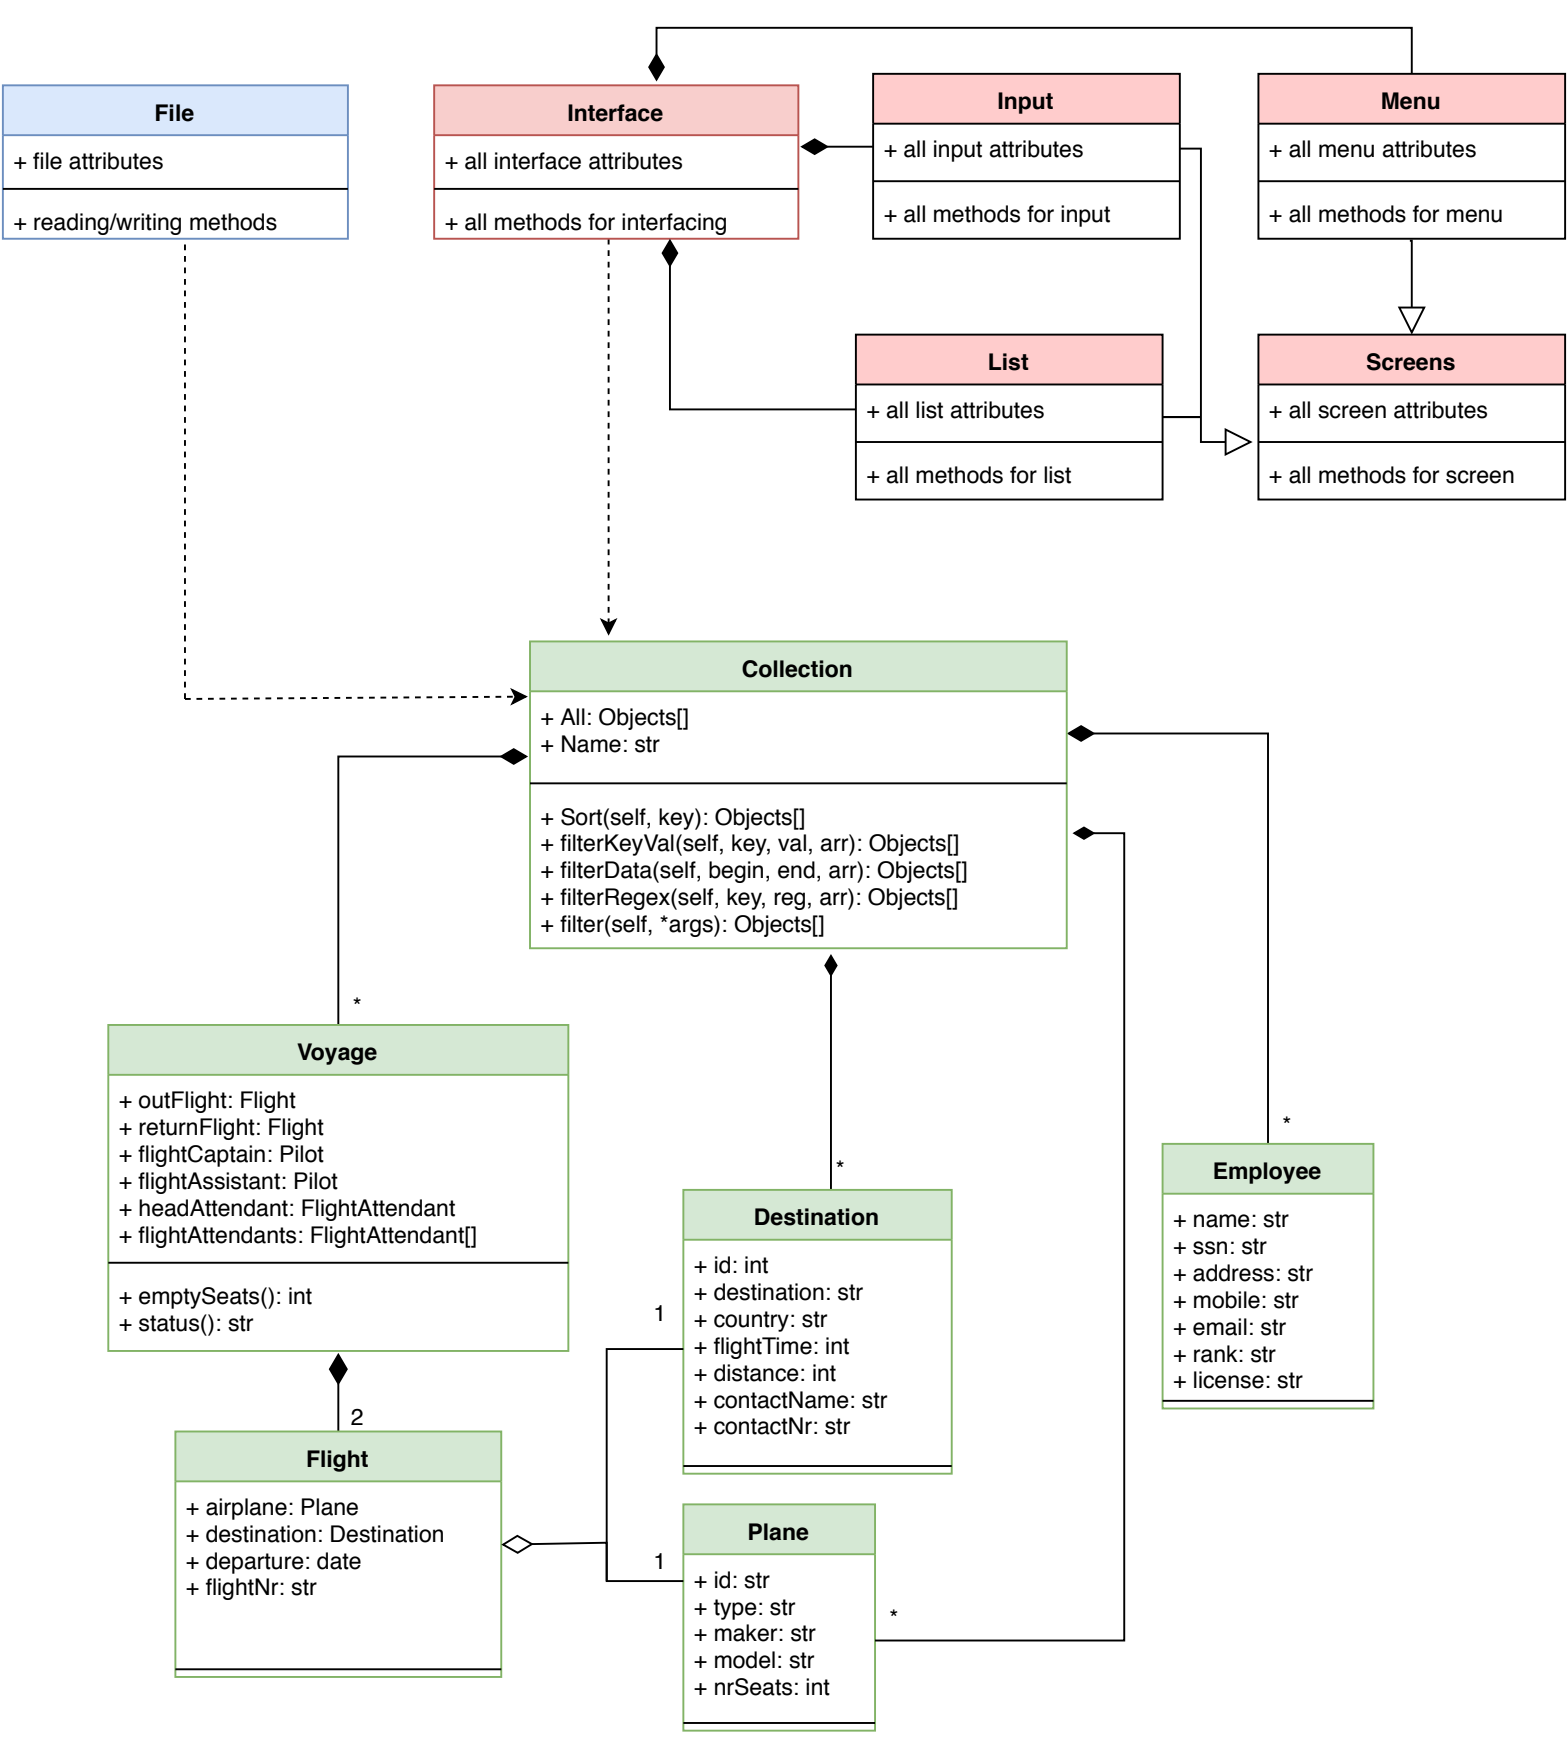 File
+ file attributes
+ reading/writing methods
Interface
+ all interface attributes
+ all methods for interfacing
Input
+ all input attributes
+ all methods for input
Menu
+ all menu attributes
+ all methods for menu
List
+ all list attributes
+ all methods for list
Screens
+ all screen attributes
+ all methods for screen
Collection
+ All: Objects[]
+ Name: str
+ Sort(self, key): Objects[]
+ filterKeyVal(self, key, val, arr): Objects[]
+ filterData(self, begin, end, arr): Objects[]
+ filterRegex(self, key, reg, arr): Objects[]
+ filter(self, *args): Objects[]
*
Voyage
+ outFlight: Flight
+ returnFlight: Flight
+ flightCaptain: Pilot
+ flightAssistant: Pilot
+ headAttendant: FlightAttendant
+ flightAttendants: FlightAttendant[]
+ emptySeats(): int
+ status(): str
*
Destination
+ id: int
+ destination: str
+ country: str
+ flightTime: int
+ distance: int
+ contactName: str
+ contactNr: str
1
*
Employee
+ name: str
+ ssn: str
+ address: str
+ mobile: str
+ email: str
+ rank: str
+ license: str
2
Flight
+ airplane: Plane
+ destination: Destination
+ departure: date
+ flightNr: str
1
Plane
+ id: str
+ type: str
+ maker: str
+ model: str
+ nrSeats: int
*